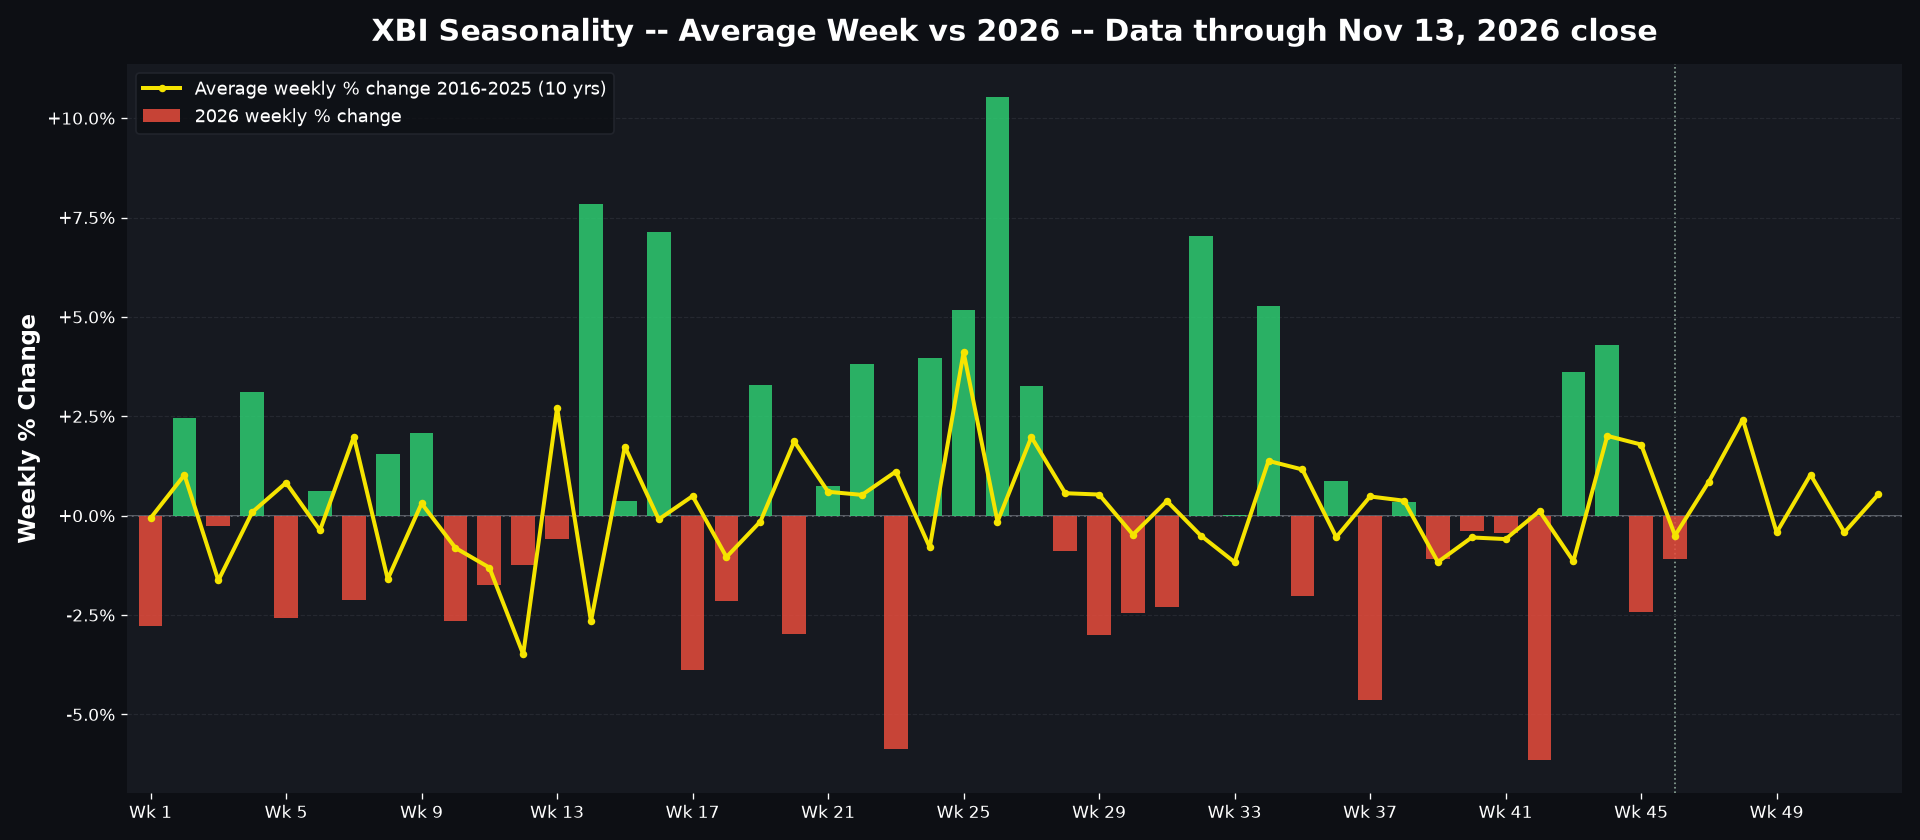 XBI Seasonality -- Average Week vs 2026 -- Data through Nov 13, 2026 close
Average weekly % change 2016-2025 (10 yrs)
2026 weekly % change
Weekly % Change
+10.0%
+7.5%
+5.0%
+2.5%
+0.0%
-2.5%
-5.0%
Wk 1 Wk 5 Wk 9 Wk 13 Wk 17 Wk 21 Wk 25 Wk 29 Wk 33 Wk 37 Wk 41 Wk 45 Wk 49